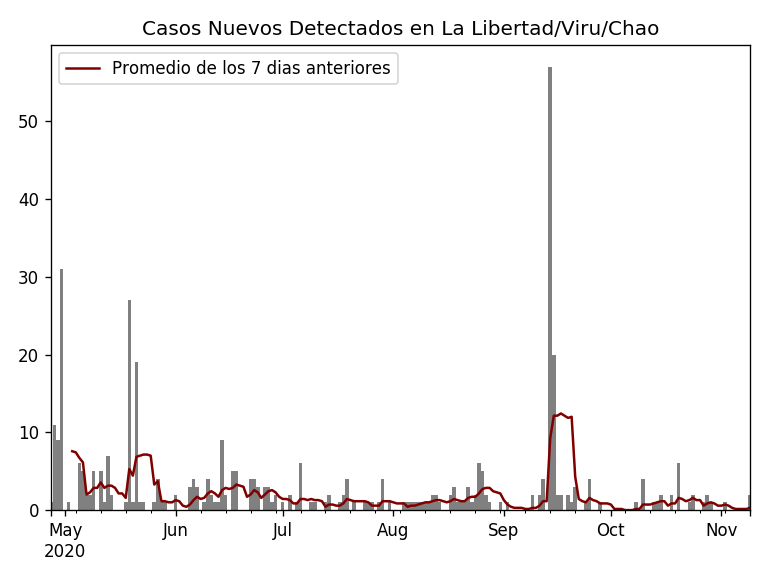 Casos Nuevos Detectados en La Libertad/Viru/Chao
Promedio de los 7 dias anteriores
50
40
30
20
10
0
May Jun Jul Aug Sep Oct Nov
2020